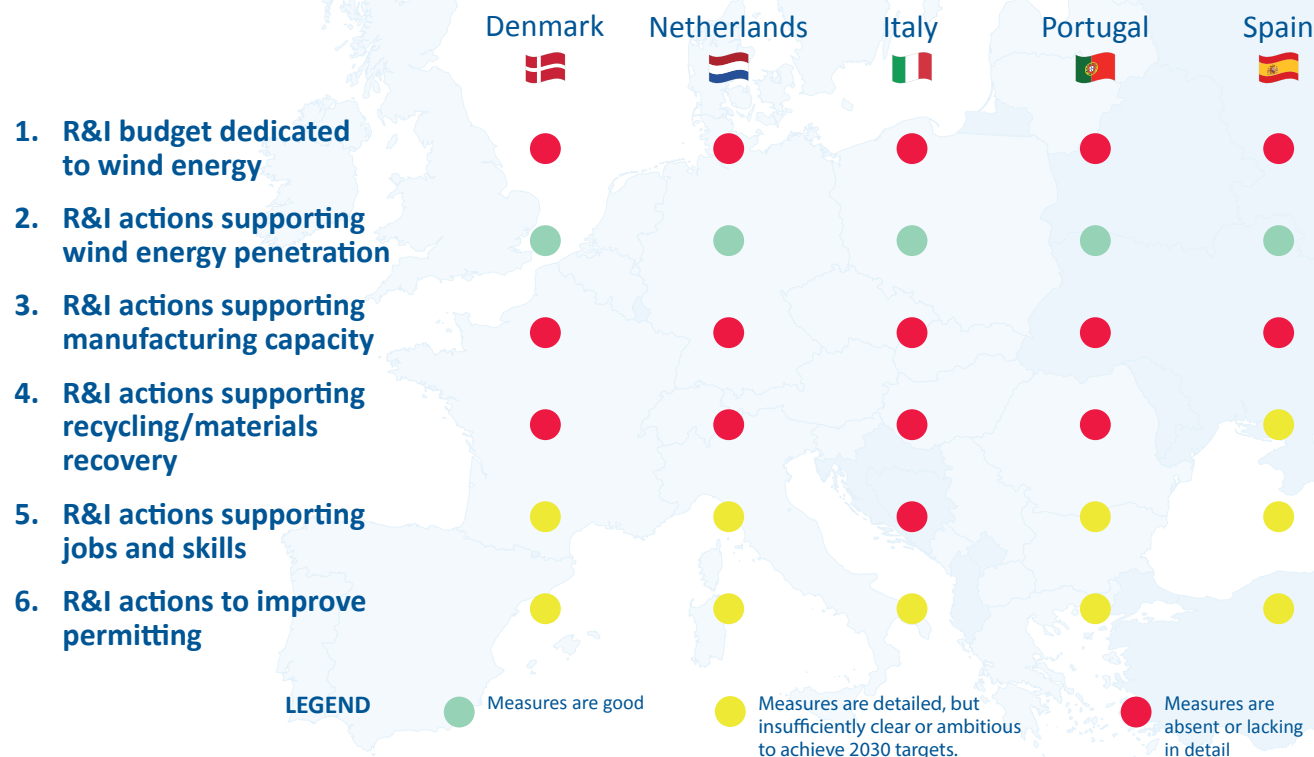 Denmark Netherlands Italy Portugal Spain
1. R&I budget dedicated
to wind energy
2. R&I actions supporting
wind energy penetration
3. R&I actions supporting
manufacturing capacity
4. R&I actions supporting
recycling/materials
recovery
5. R&I actions supporting
jobs and skills
6. R&I actions to improve
permitting
LEGEND
Measures are good
Measures are detailed, but
insufficiently clear or ambitious
to achieve 2030 targets.
Measures are
absent or lacking
in detail